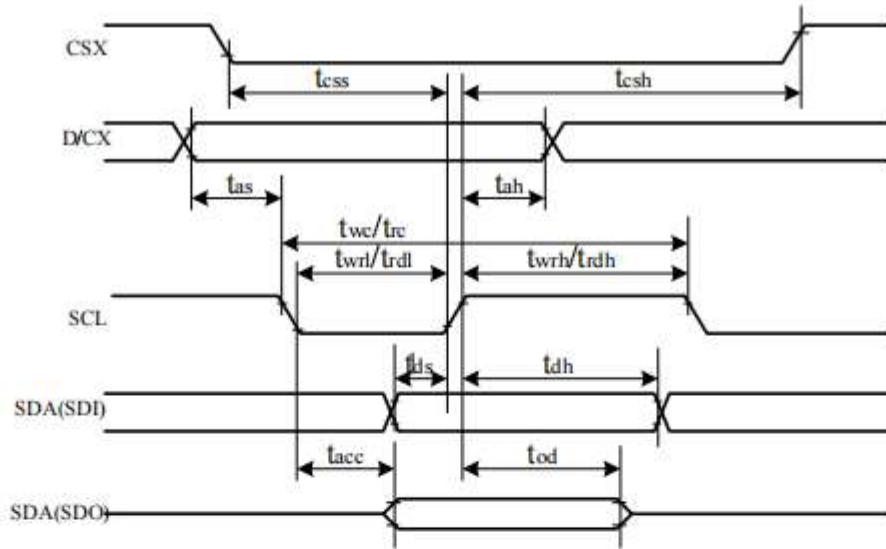 CSX
tcss tcsh
D/CX
tas tah
twc/trc
twrl/trdl twrh/trdh
SCL
tds tdh
SDA(SDI)
tacc tod
SDA(SDO)